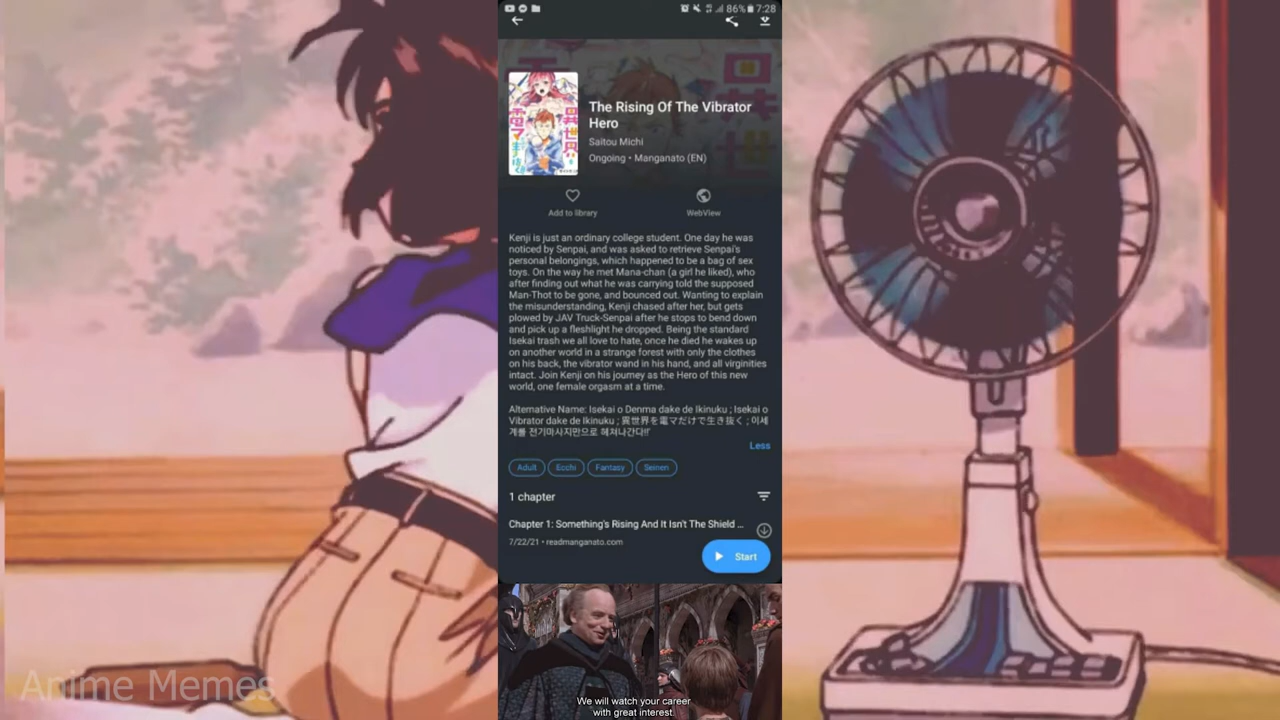 86% 7:28
The Rising Of The Vibrator
Hero
Saitou Michi
Ongoing • Manganato (EN)
Add to library
WebView
Kenji is just an ordinary college student. One day he was
noticed by Senpai, and was asked to retrieve Senpai's
personal belongings, which happened to be a bag of sex
toys. On the way he met Mana-chan (a girl he liked), who
after finding out what he was carrying told the supposed
Man-Thot to be gone, and bounced out. Wanting to explain
the misunderstanding, Kenji chased after her, but gets
plowed by JAV Truck-Senpai after he stops to bend down
and pick up a fleshlight he dropped. Being the standard
Isekai trash we all love to hate, once he died he wakes up
on another world in a strange forest with only the clothes
on his back, the vibrator wand in his hand, and all virginities
intact. Join Kenji on his journey as the Hero of this new
world, one female orgasm at a time.
Alternative Name: Isekai o Denma dake de Ikinuku ; Isekai o
Vibrator dake de Ikinuku ; 異世界を電マだけで生き抜く ; 이세
계를 전기마사지만으로 헤쳐나간다!!'
Less
Adult
Ecchi
Fantasy
Seinen
1 chapter
Chapter 1: Something's Rising And It Isn't The Shield ...
7/22/21 • readmanganato.com
Start
We will watch your career
with great interest.
Anime Memes